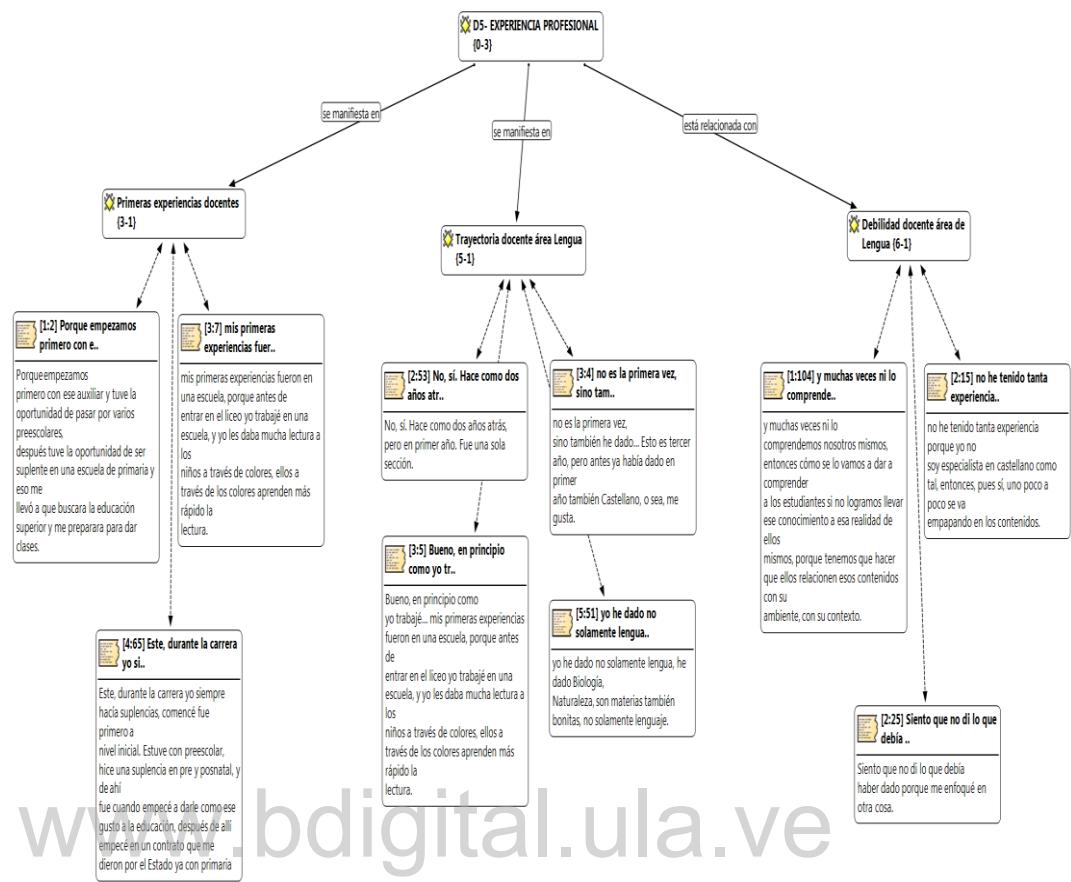 D5- EXPERIENCIA PROFESIONAL
{0-3}
se manifiesta en
se manifiesta en
está relacionada con
Primeras experiencias docentes
{3-1}
Trayectoria docente área Lengua
{5-1}
Debilidad docente área de
Lengua {6-1}
[1:2] Porque empezamos
primero con e..
Porque empezamos
primero con ese auxiliar y tuve la
oportunidad de pasar por varios
preescolares,
después tuve la oportunidad de ser
suplente en una escuela de primaria y
eso me
llevó a que buscara la educación
superior y me preparara para dar
clases.
[3:7] mis primeras
experiencias fuer..
mis primeras experiencias fueron en
una escuela, porque antes de
entrar en el liceo yo trabajé en una
escuela, y yo les daba mucha lectura a
los
niños a través de colores, ellos a
través de los colores aprenden más
rápido la
lectura.
[4:65] Este, durante la carrera
yo si..
Este, durante la carrera yo siempre
hacía suplencias, comencé fue
primero a
nivel inicial. Estuve con preescolar,
hice una suplencia en pre y posnatal, y
de ahí
fue cuando empecé a darle como ese
gusto a la educación, después de allí
empecé en un contrato que me
dieron por el Estado ya con primaria
[2:53] No, sí. Hace como dos
años atr..
No, sí. Hace como dos años atrás,
pero en primer año. Fue una sola
sección.
[3:4] no es la primera vez,
sino tam..
no es la primera vez,
sino también he dado... Esto es tercer
año, pero antes ya había dado en
primer
año también Castellano, o sea, me
gusta.
[3:5] Bueno, en principio
como yo tr..
Bueno, en principio como
yo trabajé... mis primeras experiencias
fueron en una escuela, porque antes
de
entrar en el liceo yo trabajé en una
escuela, y yo les daba mucha lectura a
los
niños a través de colores, ellos a
través de los colores aprenden más
rápido la
lectura.
[5:51] yo he dado no
solamente lengua..
yo he dado no solamente lengua, he
dado Biología,
Naturaleza, son materias también
bonitas, no solamente lenguaje.
[1:104] y muchas veces ni lo
comprende..
y muchas veces ni lo
comprendemos nosotros mismos,
entonces cómo se lo vamos a dar a
comprender
a los estudiantes si no logramos llevar
ese conocimiento a esa realidad de
ellos
mismos, porque tenemos que hacer
que ellos relacionen esos contenidos
con su
ambiente, con su contexto.
[2:15] no he tenido tanta
experiencia..
no he tenido tanta experiencia
porque yo no
soy especialista en castellano como
tal, entonces, pues sí, uno poco a
poco se va
empapando en los contenidos.
[2:25] Siento que no di lo que
debía ..
Siento que no di lo que debía
haber dado porque me enfoqué en
otra cosa.
www.bdigital.ula.ve